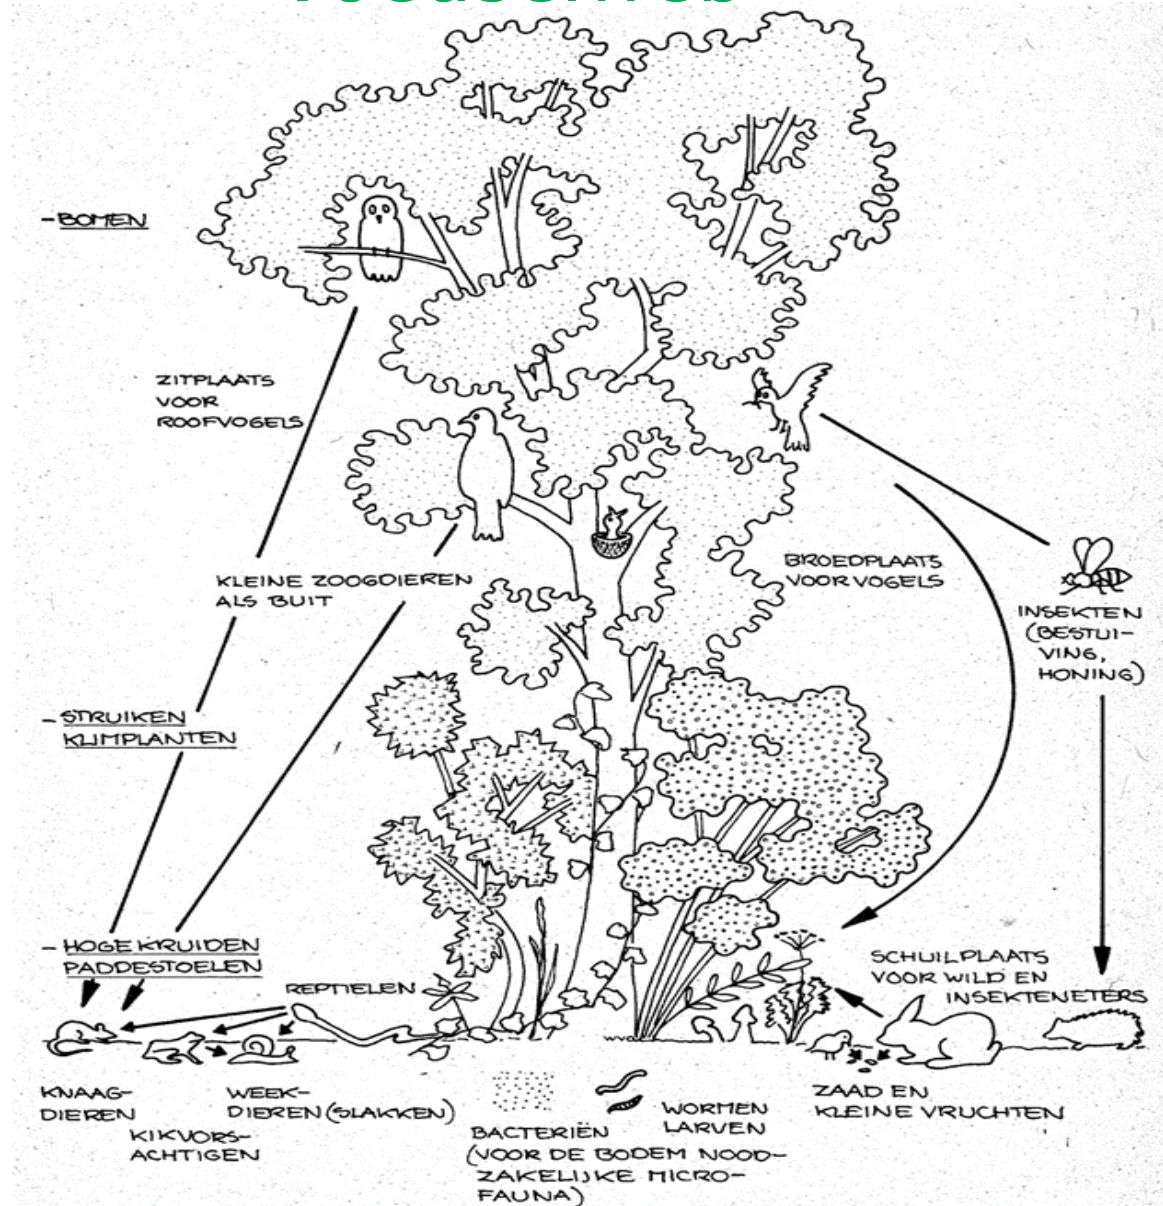 Voedselweb
- BOMEN
ZITPLAATS
VOOR
ROOFVOGELS
KLEINE ZOOGDIEREN
ALS BUIT
BROEDPLAATS
VOOR VOGELS
INSEKTEN
(BESTUI-
VING,
HONING)
- STRUIKEN
KLIMPLANTEN
- HOGE KRUIDEN
PADDESTOELEN
REPTIELEN
SCHUILPLAATS
VOOR WILD EN
INSEKTENETERS
KNAAG-
DIEREN
KIKVORS-
ACHTIGEN
WEEK-
DIEREN (SLAKKEN)
BACTERIËN
(VOOR DE BODEM NOOD-
ZAKELIJKE MICRO-
FAUNA)
WORMEN
LARVEN
ZAAD EN
KLEINE VRUCHTEN